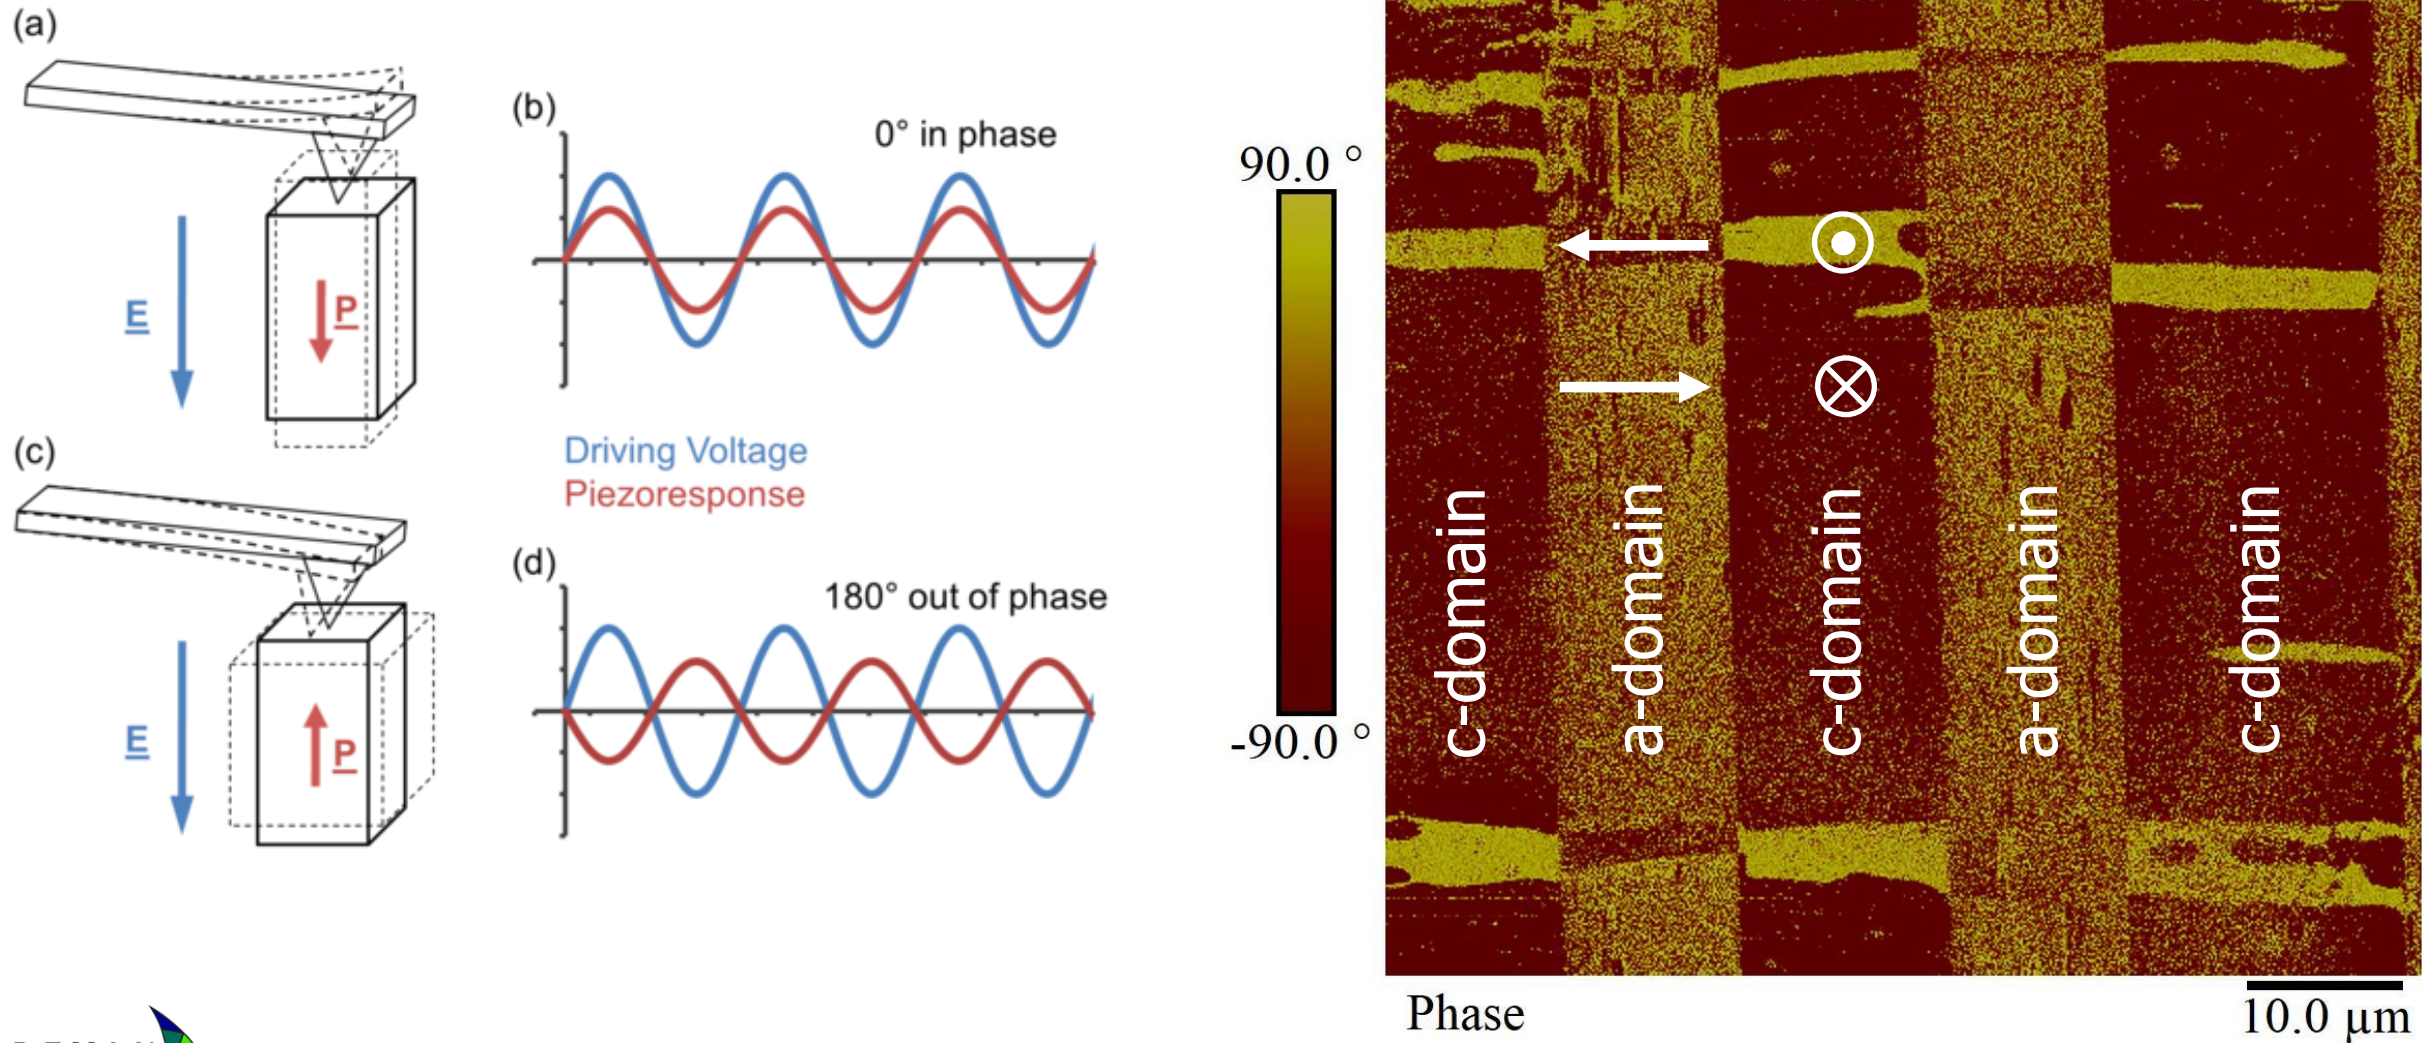 (a)
E
P
(b)
0° in phase
Driving Voltage
Piezoresponse
(c)
E
P
(d)
180° out of phase
90.0 °
-90.0 °
c-domain
a-domain
c-domain
a-domain
c-domain
Phase
10.0 µm